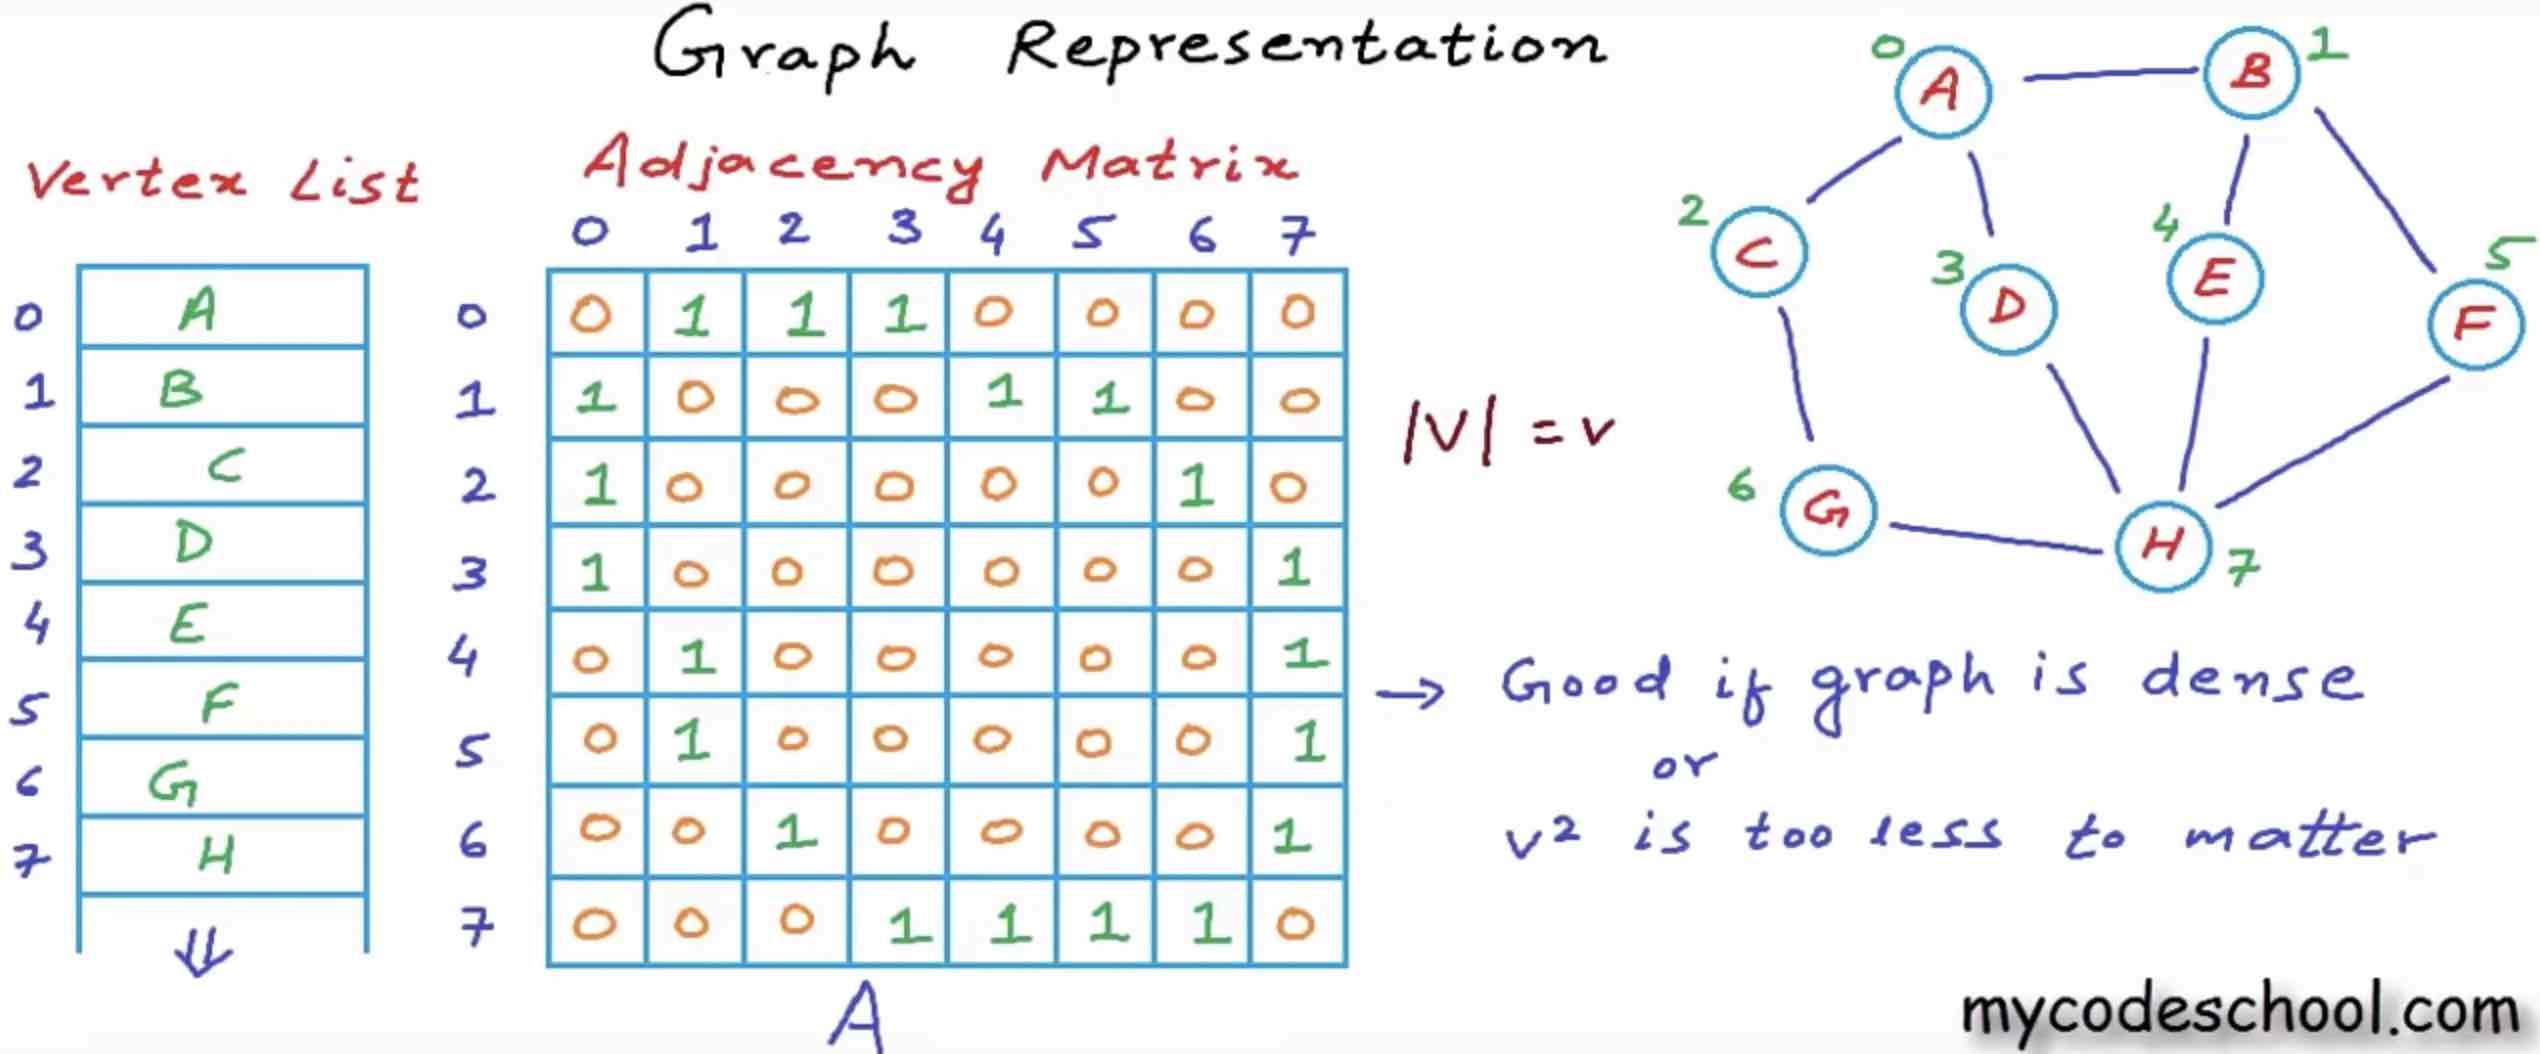 Graph Representation
Vertex List
Adjacency Matrix
0 1 2 3 4 5 6 7
0 A
1 B
2 C
3 D
4 E
5 F
6 G
7 H
0 0 1 1 1 0 0 0 0
1 1 0 0 0 1 1 0 0
2 1 0 0 0 0 0 1 0
3 1 0 0 0 0 0 0 1
4 0 1 0 0 0 0 0 1
5 0 1 0 0 0 0 0 1
6 0 0 1 0 0 0 0 1
7 0 0 0 1 1 1 1 0
A
0 A
B 1
2 C
3 D
4 E
5 F
6 G
H 7
|V| = v
→ Good if graph is dense
or
v² is too less to matter
mycodeschool.com